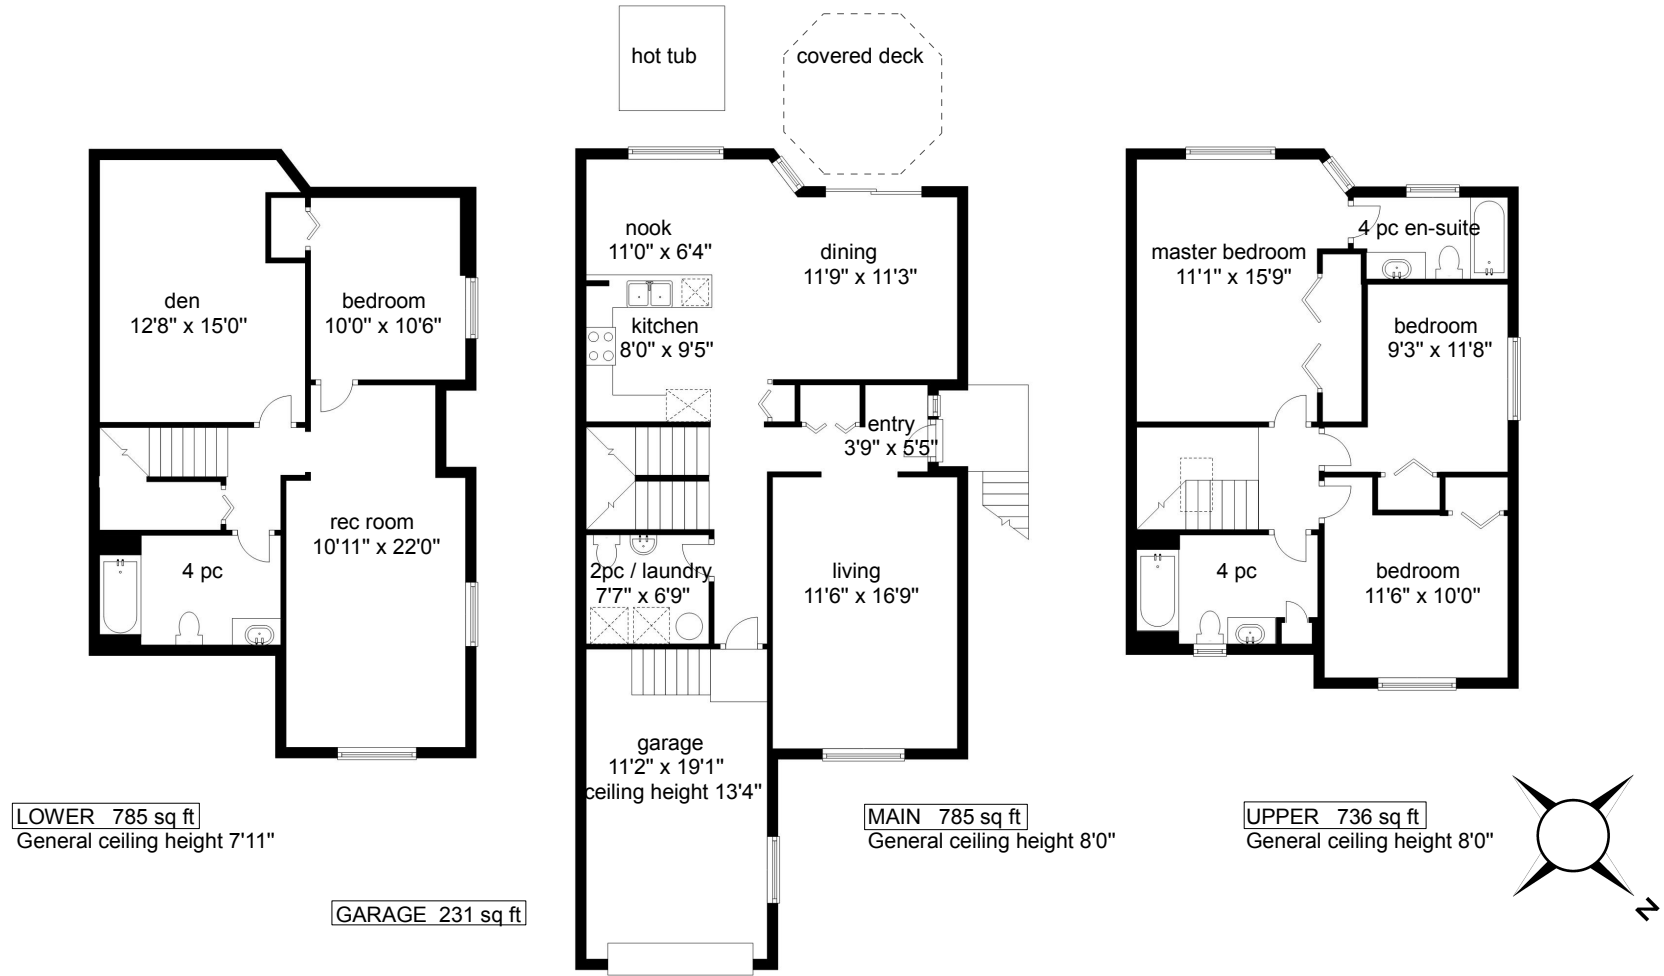 hot tub
covered deck
den
12'8" x 15'0"
bedroom
10'0" x 10'6"
rec room
10'11" x 22'0"
4 pc
LOWER 785 sq ft
General ceiling height 7'11"
GARAGE 231 sq ft
nook
11'0" x 6'4"
dining
11'9" x 11'3"
kitchen
8'0" x 9'5"
entry
3'9" x 5'5"
2pc / laundry
7'7" x 6'9"
living
11'6" x 16'9"
garage
11'2" x 19'1"
ceiling height 13'4"
MAIN 785 sq ft
General ceiling height 8'0"
4 pc en-suite
master bedroom
11'1" x 15'9"
bedroom
9'3" x 11'8"
4 pc
bedroom
11'6" x 10'0"
UPPER 736 sq ft
General ceiling height 8'0"
N